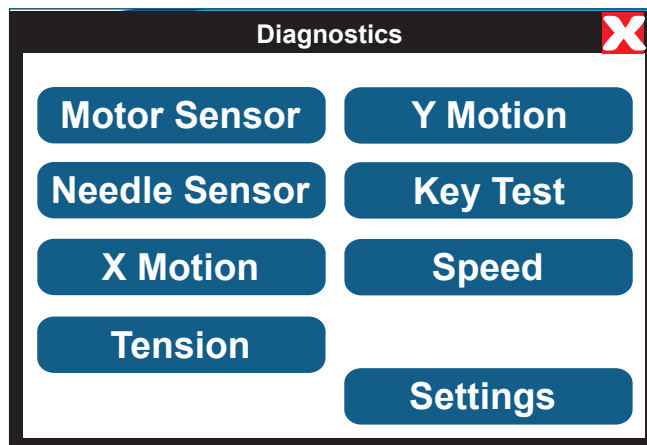 Diagnostics
X
Motor Sensor
Y Motion
Needle Sensor
Key Test
X Motion
Speed
Tension
Settings